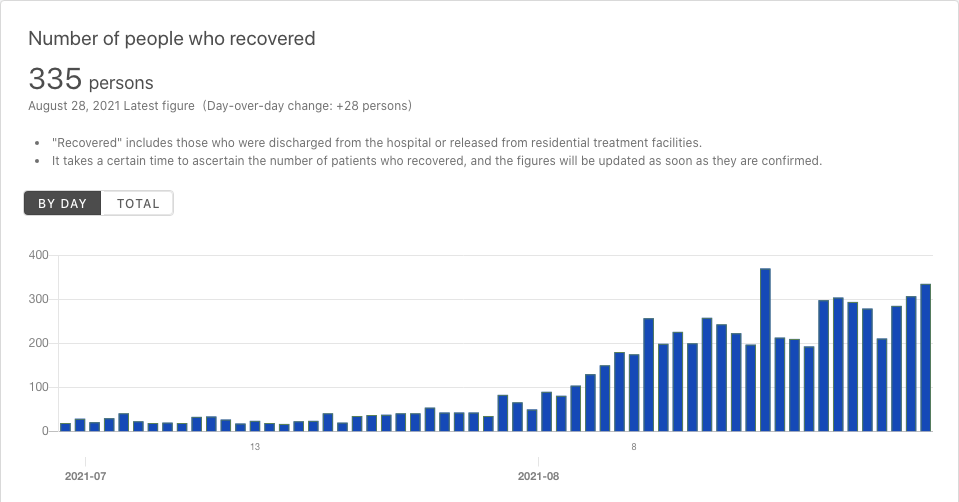 Number of people who recovered
335 persons
August 28, 2021 Latest figure (Day-over-day change: +28 persons)
• "Recovered" includes those who were discharged from the hospital or released from residential treatment facilities.
• It takes a certain time to ascertain the number of patients who recovered, and the figures will be updated as soon as they are confirmed.
BY DAY TOTAL
400
300
200
100
0
13 8
2021-07 2021-08